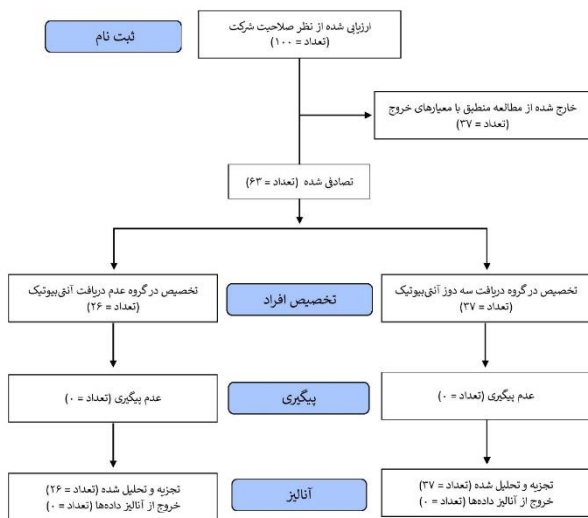 ثبت نام
ارزیابی شده از نظر صلاحیت شرکت
(تعداد = ۱۰۰)
خارج شده از مطالعه منطبق با معیارهای خروج
(تعداد = ۳۷)
تصادفی شده (تعداد = ۶۳)
تخصیص در گروه دریافت سه دوز آنتی‌بیوتیک
(تعداد = ۳۷)
تخصیص افراد
تخصیص در گروه عدم دریافت آنتی‌بیوتیک
(تعداد = ۲۶)
عدم پیگیری (تعداد = ۰)
پیگیری
عدم پیگیری (تعداد = ۰)
تجزیه و تحلیل شده (تعداد = ۳۷)
خروج از آنالیز داده‌ها (تعداد = ۰)
آنالیز
تجزیه و تحلیل شده (تعداد = ۲۶)
خروج از آنالیز داده‌ها (تعداد = ۰)